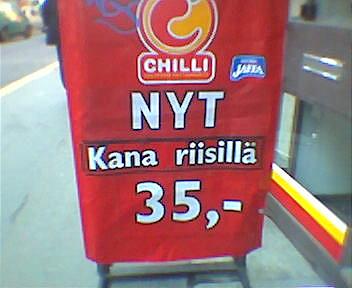 CHILLI
JAFFA
NYT
Kana riisillä
35,-